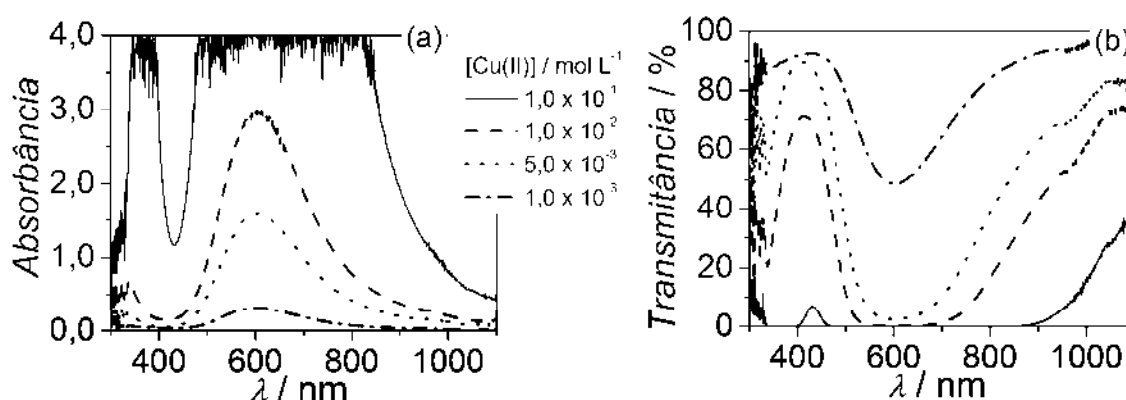 (a)
Absorbância
4,0
3,0
2,0
1,0
0,0
400 600 800 1000
λ / nm
[Cu(II)] / mol L⁻¹
1,0 x 10⁻¹
1,0 x 10⁻²
5,0 x 10⁻³
1,0 x 10⁻³
(b)
Transmitância / %
100
80
60
40
20
0
400 600 800 1000
λ / nm